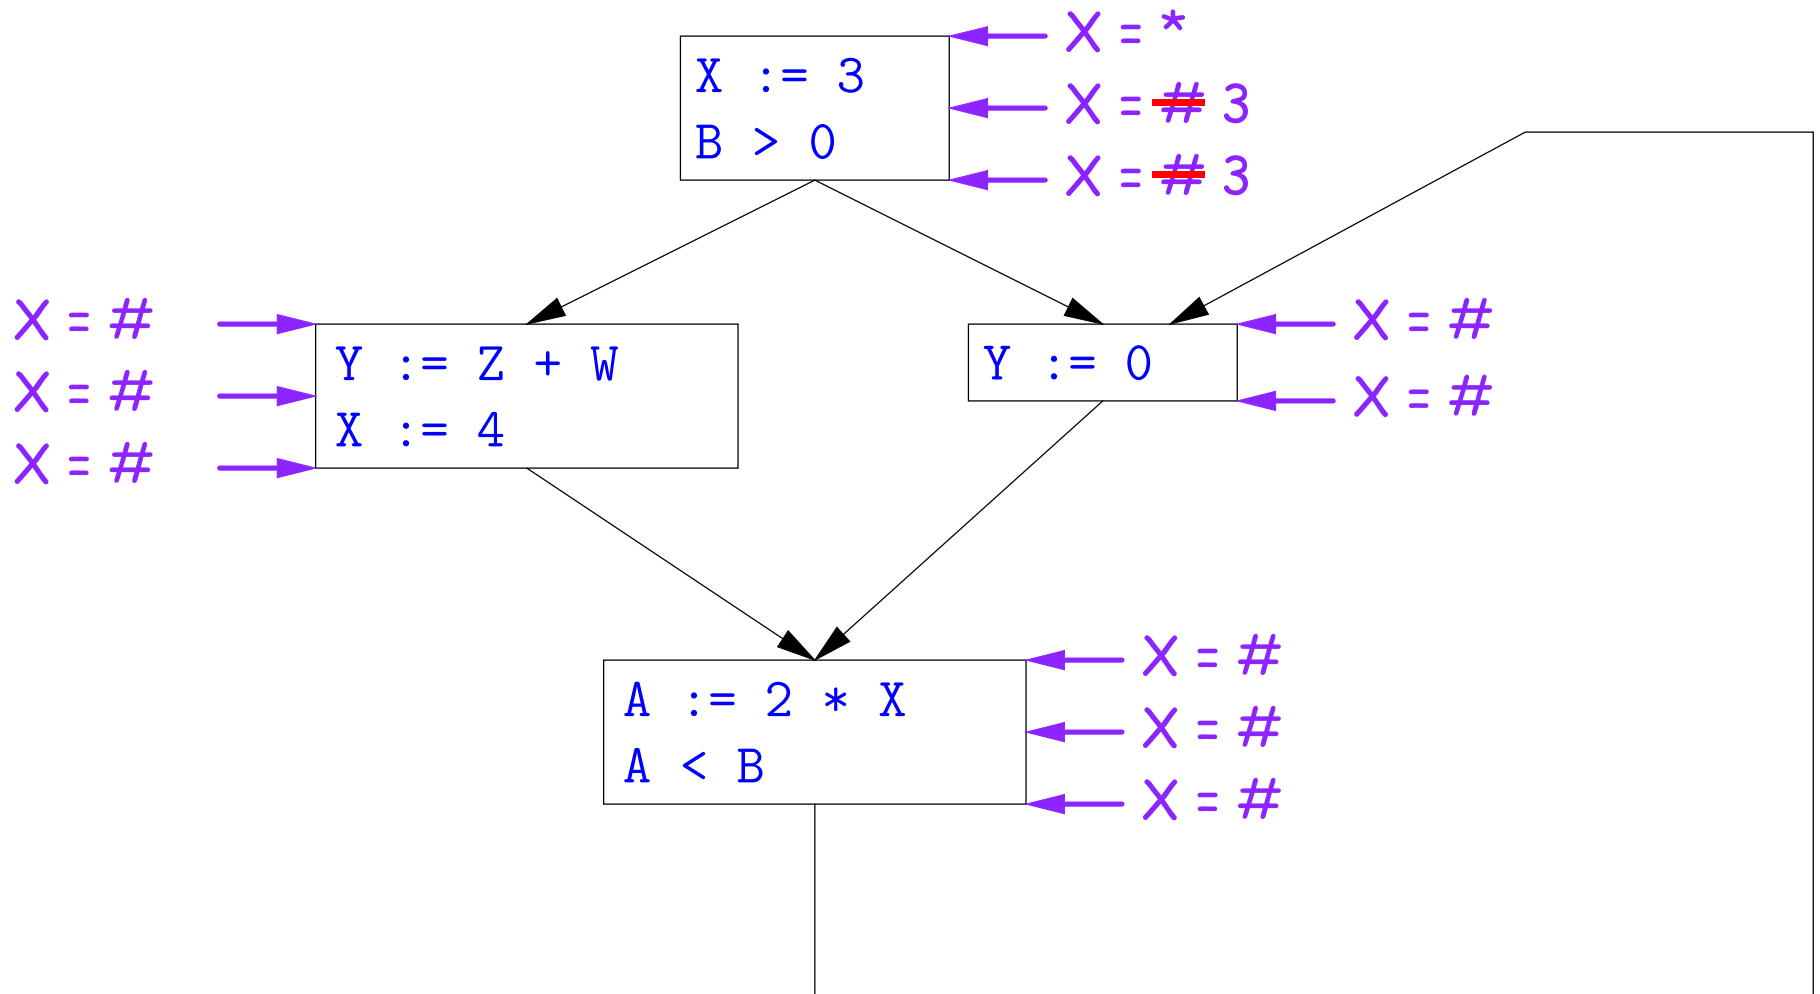 X := 3
B > 0
X = *
X = # 3
X = # 3
X = #
X = #
X = #
Y := Z + W
X := 4
Y := 0
X = #
X = #
A := 2 * X
A < B
X = #
X = #
X = #